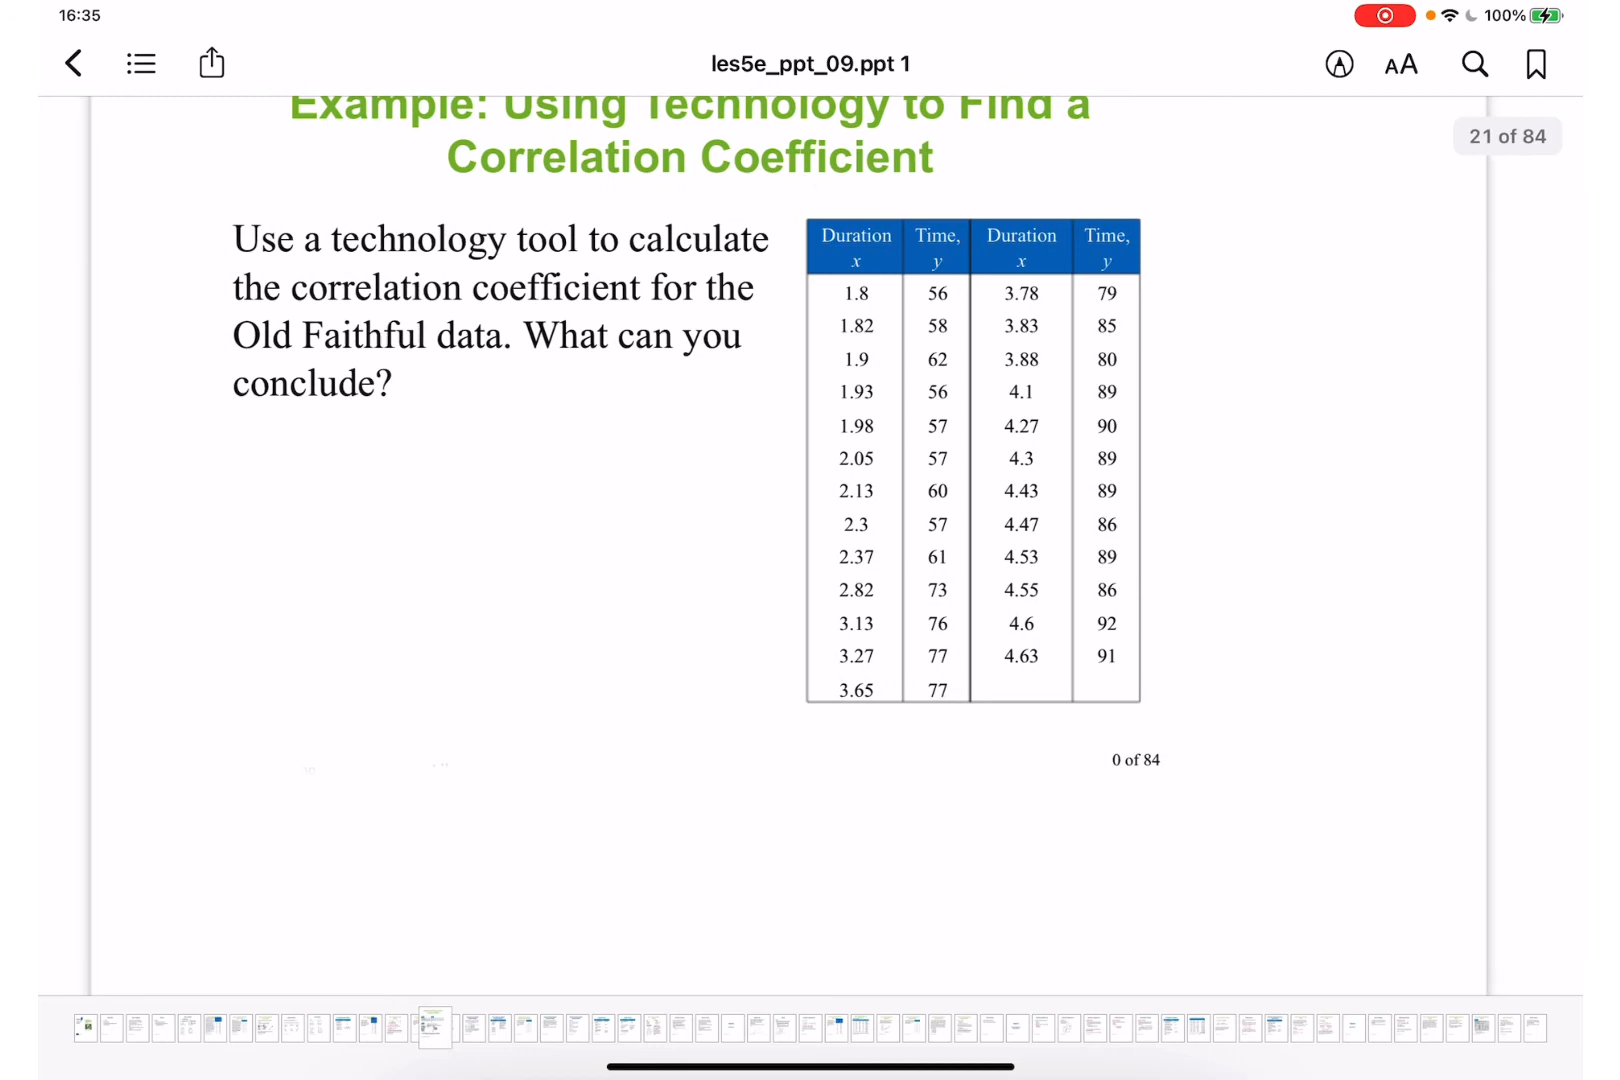 16:35
100%
les5e_ppt_09.ppt 1
AA
Example: Using Technology to Find a
Correlation Coefficient
21 of 84
Use a technology tool to calculate
the correlation coefficient for the
Old Faithful data. What can you
conclude?
Duration x Time, y Duration x Time, y
1.8 56 3.78 79
1.82 58 3.83 85
1.9 62 3.88 80
1.93 56 4.1 89
1.98 57 4.27 90
2.05 57 4.3 89
2.13 60 4.43 89
2.3 57 4.47 86
2.37 61 4.53 89
2.82 73 4.55 86
3.13 76 4.6 92
3.27 77 4.63 91
3.65 77
0 of 84